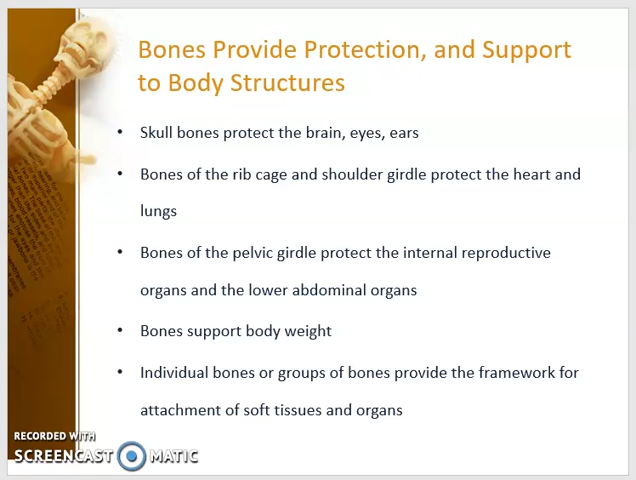 Bones Provide Protection, and Support
to Body Structures
• Skull bones protect the brain, eyes, ears
• Bones of the rib cage and shoulder girdle protect the heart and
lungs
• Bones of the pelvic girdle protect the internal reproductive
organs and the lower abdominal organs
• Bones support body weight
• Individual bones or groups of bones provide the framework for
attachment of soft tissues and organs
RECORDED WITH
SCREENCAST MATIC